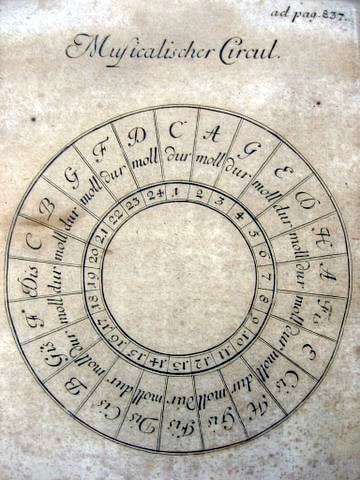 ad pag. 837.
Muſicalischer Circul.
C dur 1
A moll 2
G dur 3
E moll 4
D dur 5
H moll 6
A dur 7
Fis moll 8
E dur 9
Cis moll 10
H dur 11
Gis moll 12
Fis dur 13
Dis moll 14
Cis dur 15
B moll 16
Gis dur 17
F moll 18
Dis dur 19
C moll 20
B dur 21
G moll 22
F dur 23
D moll 24